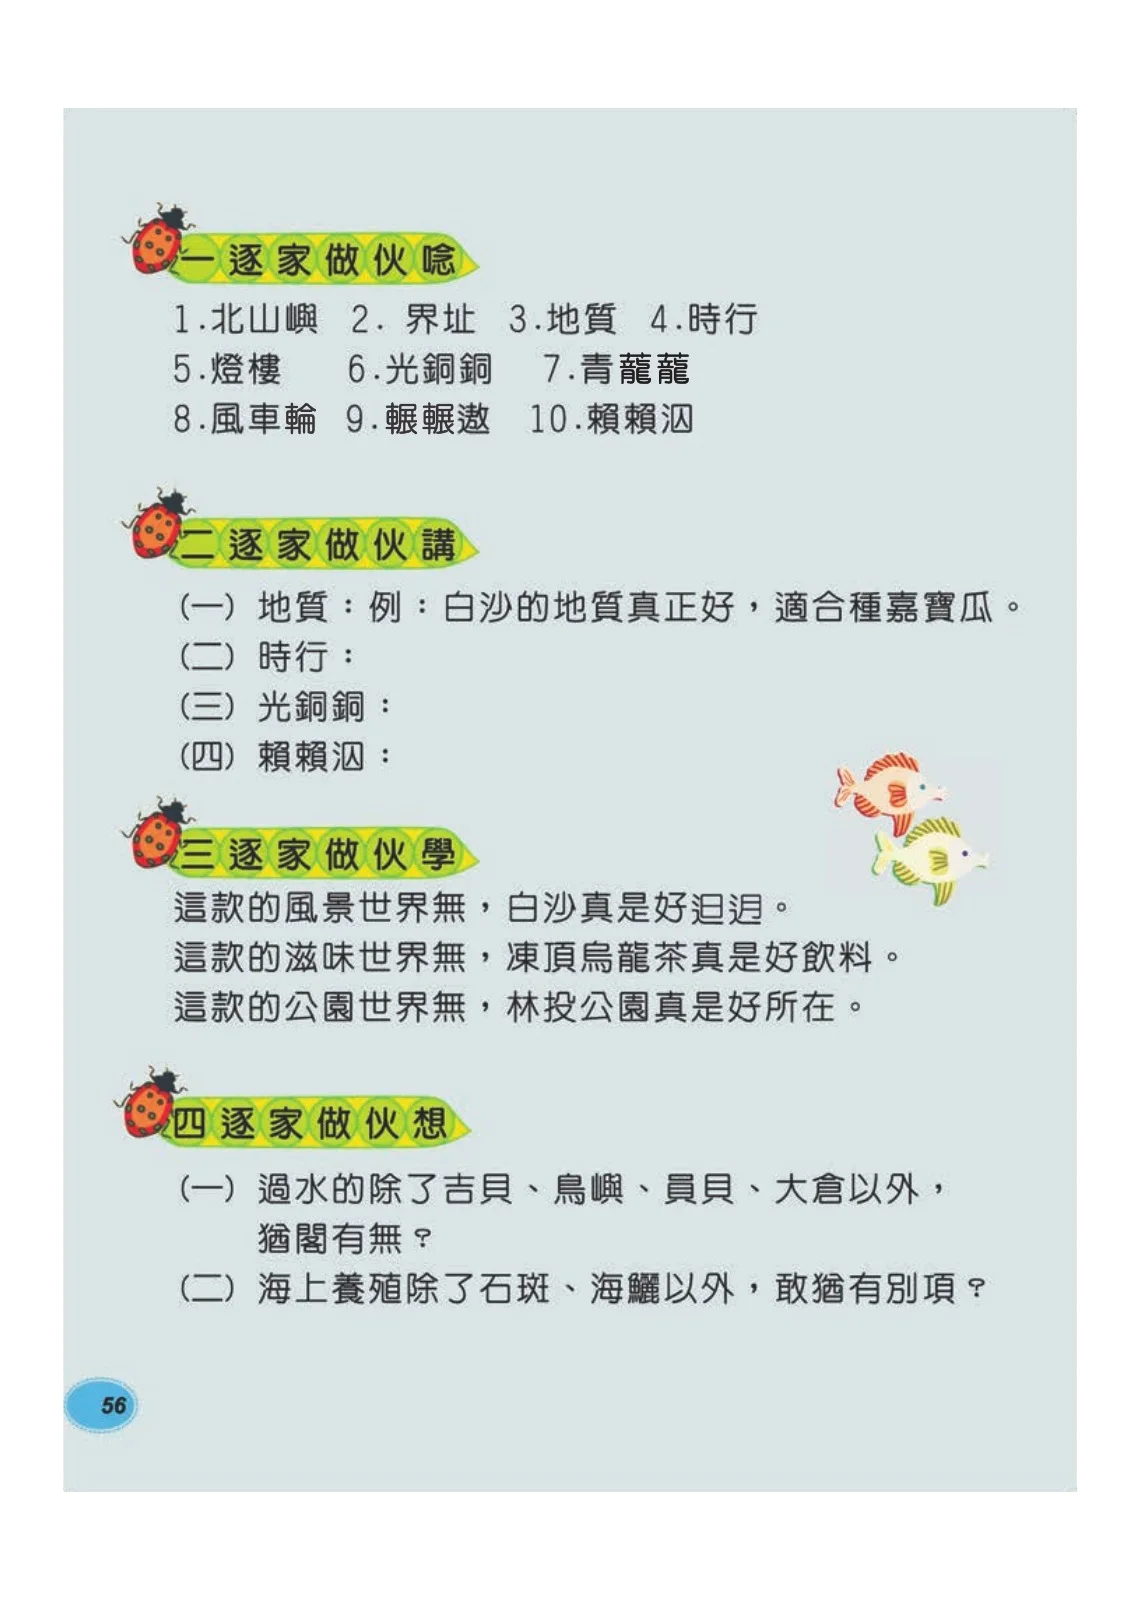 一逐家做伙唸
1.北山嶼 2. 界址 3.地質 4.時行
5.燈樓 6.光銅銅 7.青蘢蘢
8.風車輪 9.輾輾遨 10.賴賴泅
二逐家做伙講
(一) 地質：例：白沙的地質真正好，適合種嘉寶瓜。
(二) 時行：
(三) 光銅銅：
(四) 賴賴泅：
三逐家做伙學
這款的風景世界無，白沙真是好𨑨迌。
這款的滋味世界無，凍頂烏龍茶真是好飲料。
這款的公園世界無，林投公園真是好所在。
四逐家做伙想
(一) 過水的除了吉貝、鳥嶼、員貝、大倉以外，
猶閣有無？
(二) 海上養殖除了石斑、海鱺以外，敢猶有別項？
56